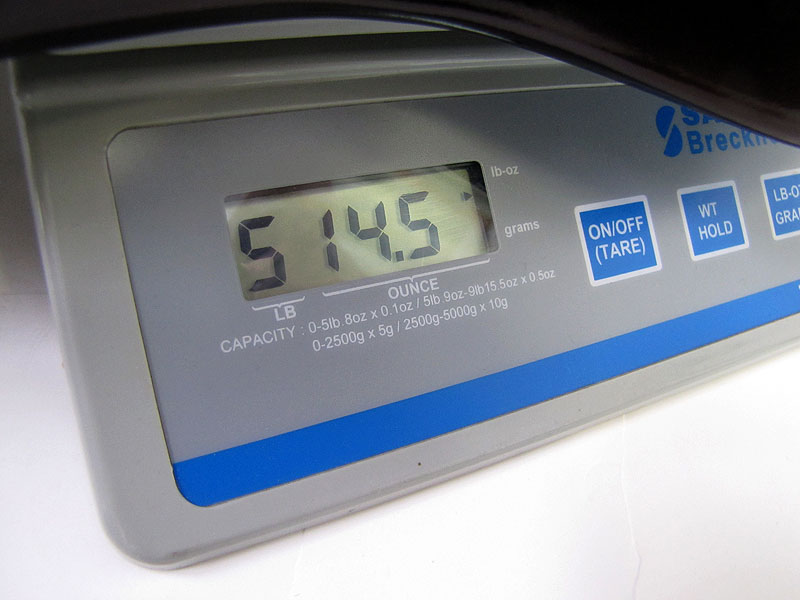 lb-oz
5 14.5
grams
LB
OUNCE
CAPACITY : 0-5lb.8oz x 0.1oz / 5lb.9oz-9lb15.5oz x 0.5oz
0-2500g x 5g / 2500g-5000g x 10g
ON/OFF
(TARE)
WT
HOLD